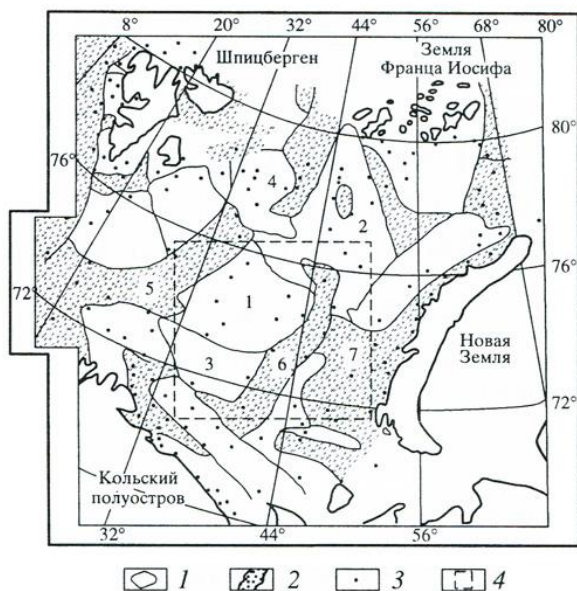 8° 20° 32° 44° 56° 68° 80°
Шпицберген
Земля
Франца Иосифа
80°
76°
4
2
76°
72°
5
1
3
6
7
Новая
Земля
72°
Кольский
полуостров
32°
44°
56°
1 2 3 4